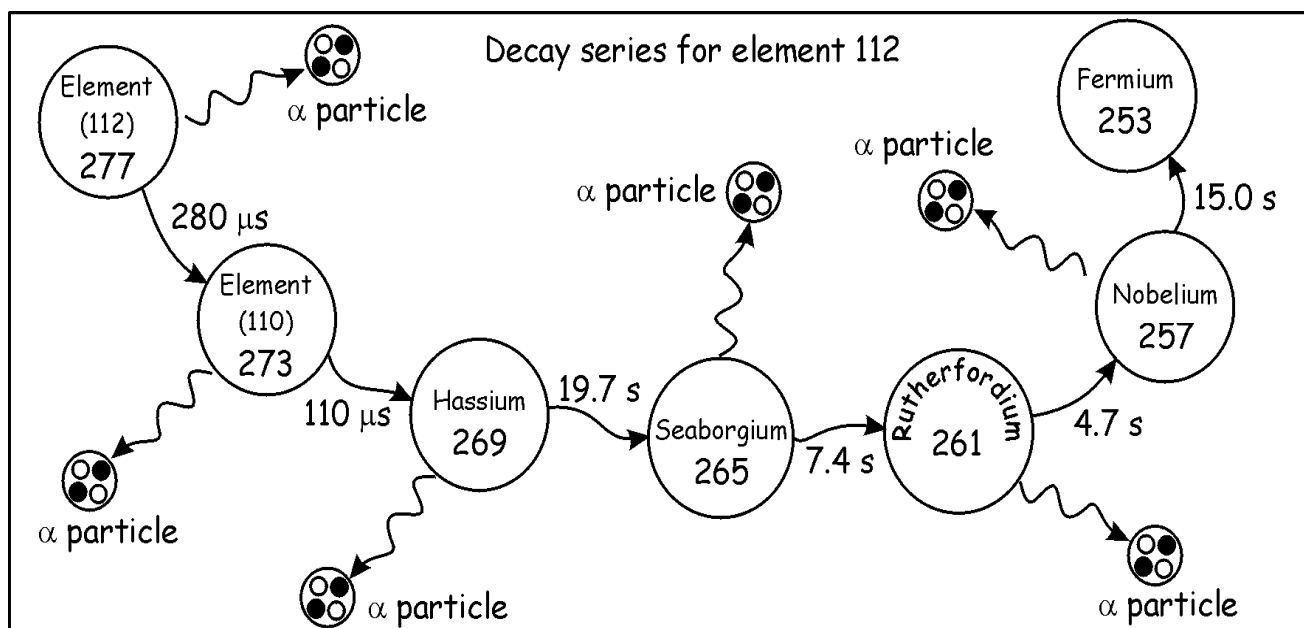 Decay series for element 112
Element
(112)
277
α particle
280 μs
Element
(110)
273
α particle
110 μs
Hassium
269
α particle
19.7 s
Seaborgium
265
α particle
7.4 s
Rutherfordium
261
α particle
4.7 s
Nobelium
257
α particle
15.0 s
Fermium
253